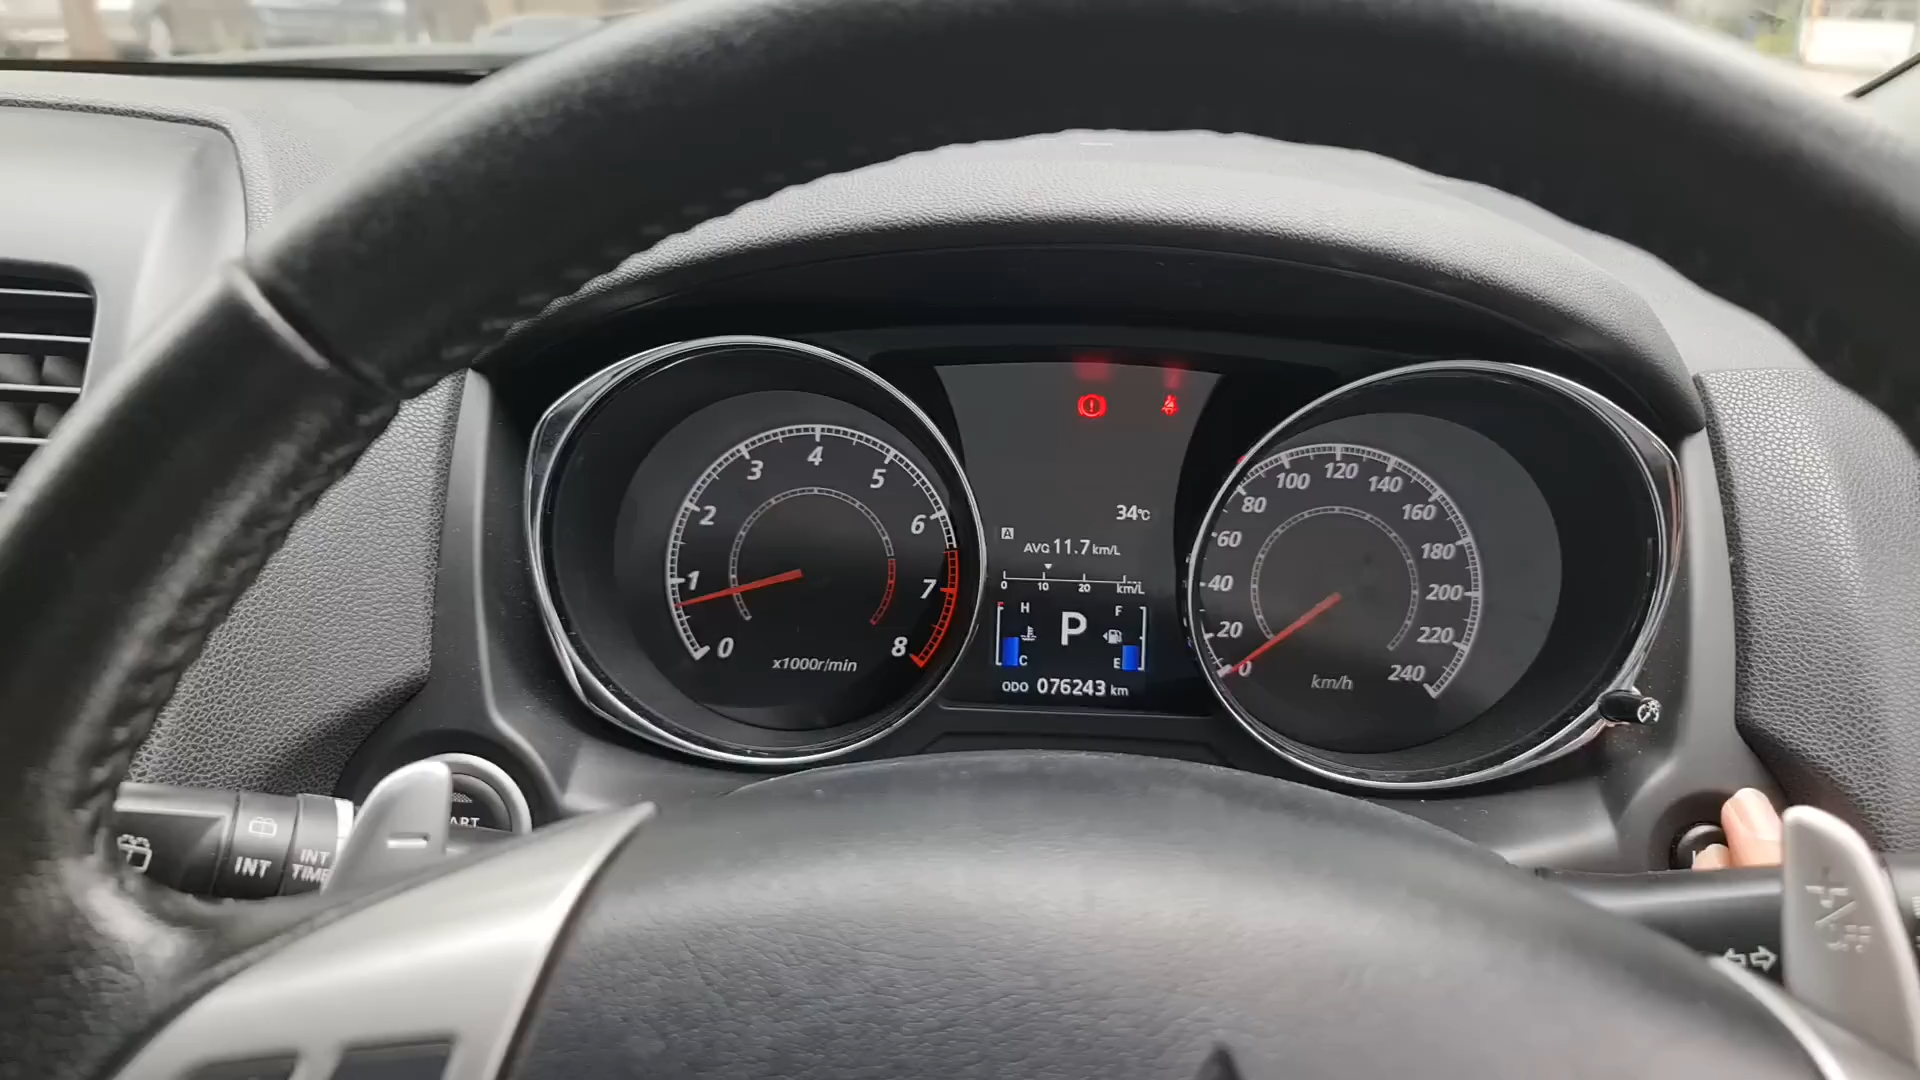 0
1
2
3
4
5
6
7
8
x1000r/min
34°C
A
AVG 11.7 km/L
0 10 20 km/L
H F
P
C E
ODO 076243 km
0
20
40
60
80
100
120
140
160
180
200
220
240
km/h
INT
INT
TIME